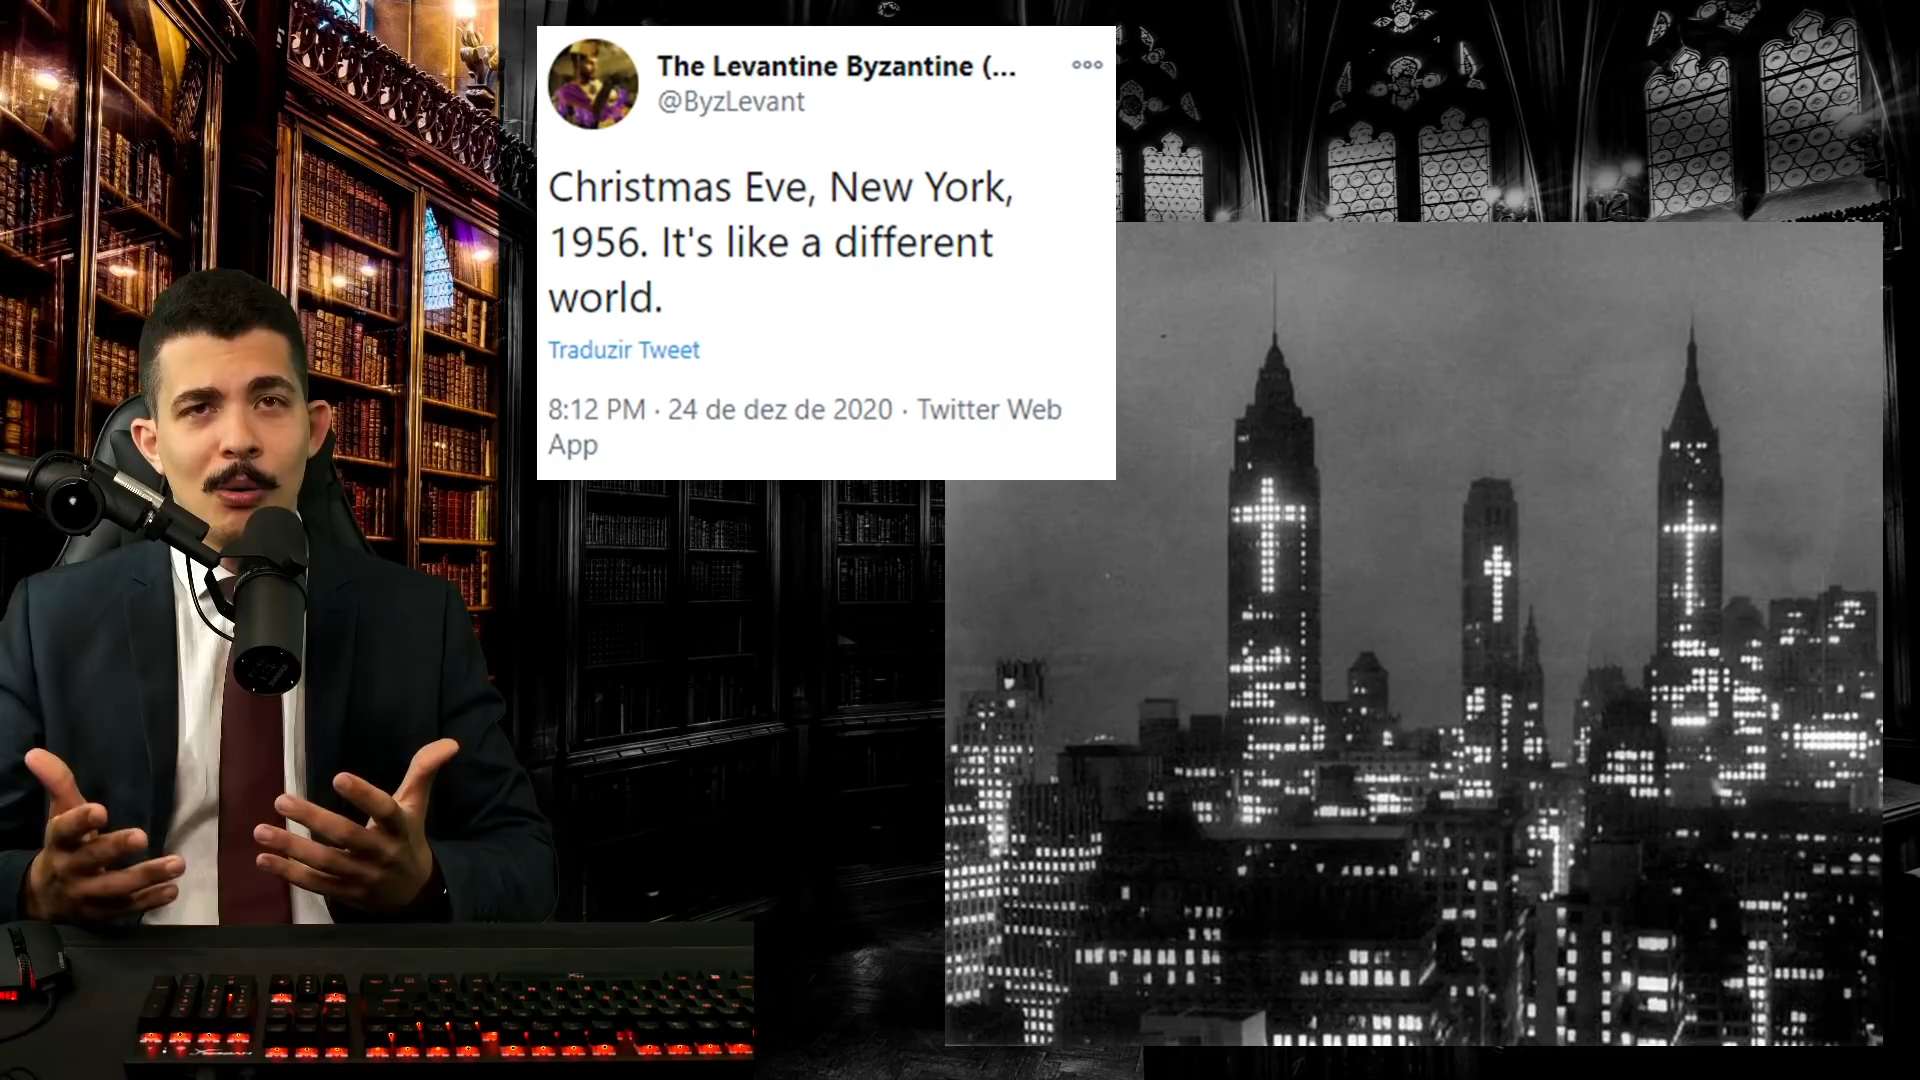 The Levantine Byzantine (...
@ByzLevant
Christmas Eve, New York,
1956. It's like a different
world.
Traduzir Tweet
8:12 PM · 24 de dez de 2020 · Twitter Web
App